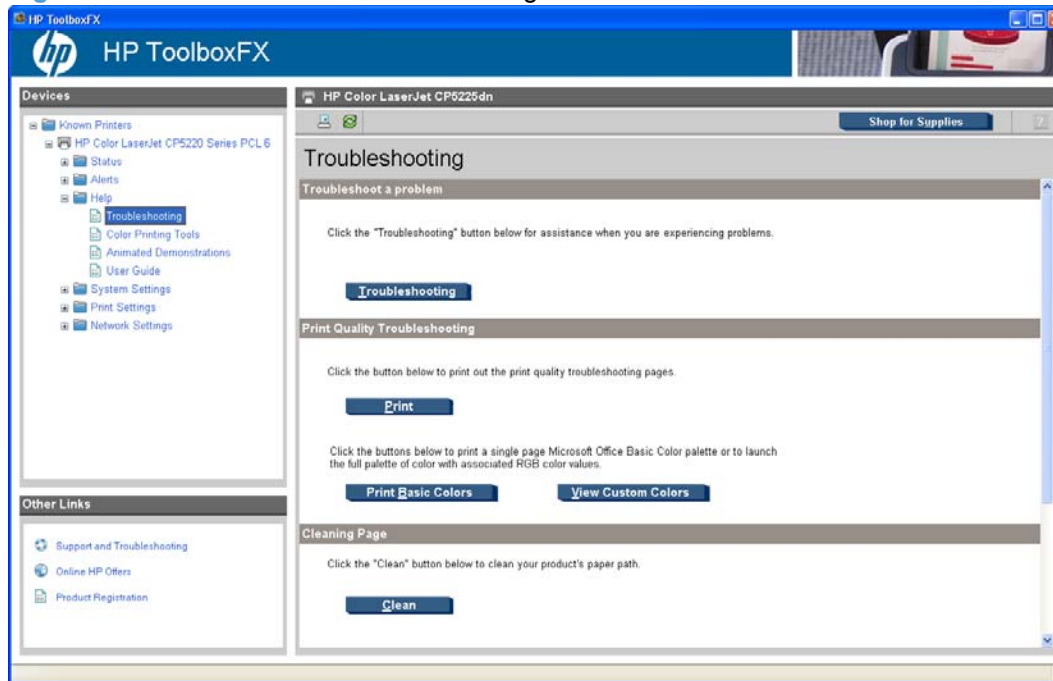 HP ToolboxFX
hp HP ToolboxFX
Devices
Known Printers
HP Color LaserJet CP5220 Series PCL 6
Status
Alerts
Help
Troubleshooting
Color Printing Tools
Animated Demonstrations
User Guide
System Settings
Print Settings
Network Settings
Other Links
Support and Troubleshooting
Online HP Offers
Product Registration
HP Color LaserJet CP5225dn
Shop for Supplies
?
Troubleshooting
Troubleshoot a problem
Click the "Troubleshooting" button below for assistance when you are experiencing problems.
Troubleshooting
Print Quality Troubleshooting
Click the button below to print out the print quality troubleshooting pages.
Print
Click the buttons below to print a single page Microsoft Office Basic Color palette or to launch
the full palette of color with associated RGB color values.
Print Basic Colors View Custom Colors
Cleaning Page
Click the "Clean" button below to clean your product's paper path.
Clean